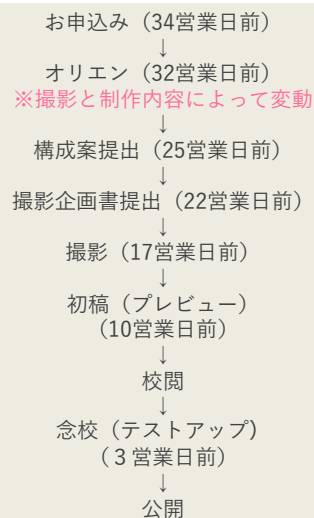 お申込み（34営業日前）
↓
オリエン（32営業日前）
※撮影と制作内容によって変動
↓
構成案提出（25営業日前）
↓
撮影企画書提出（22営業日前）
↓
撮影（17営業日前）
↓
初稿（プレビュー）
（10営業日前）
↓
校閲
↓
念校（テストアップ）
（３営業日前）
↓
公開